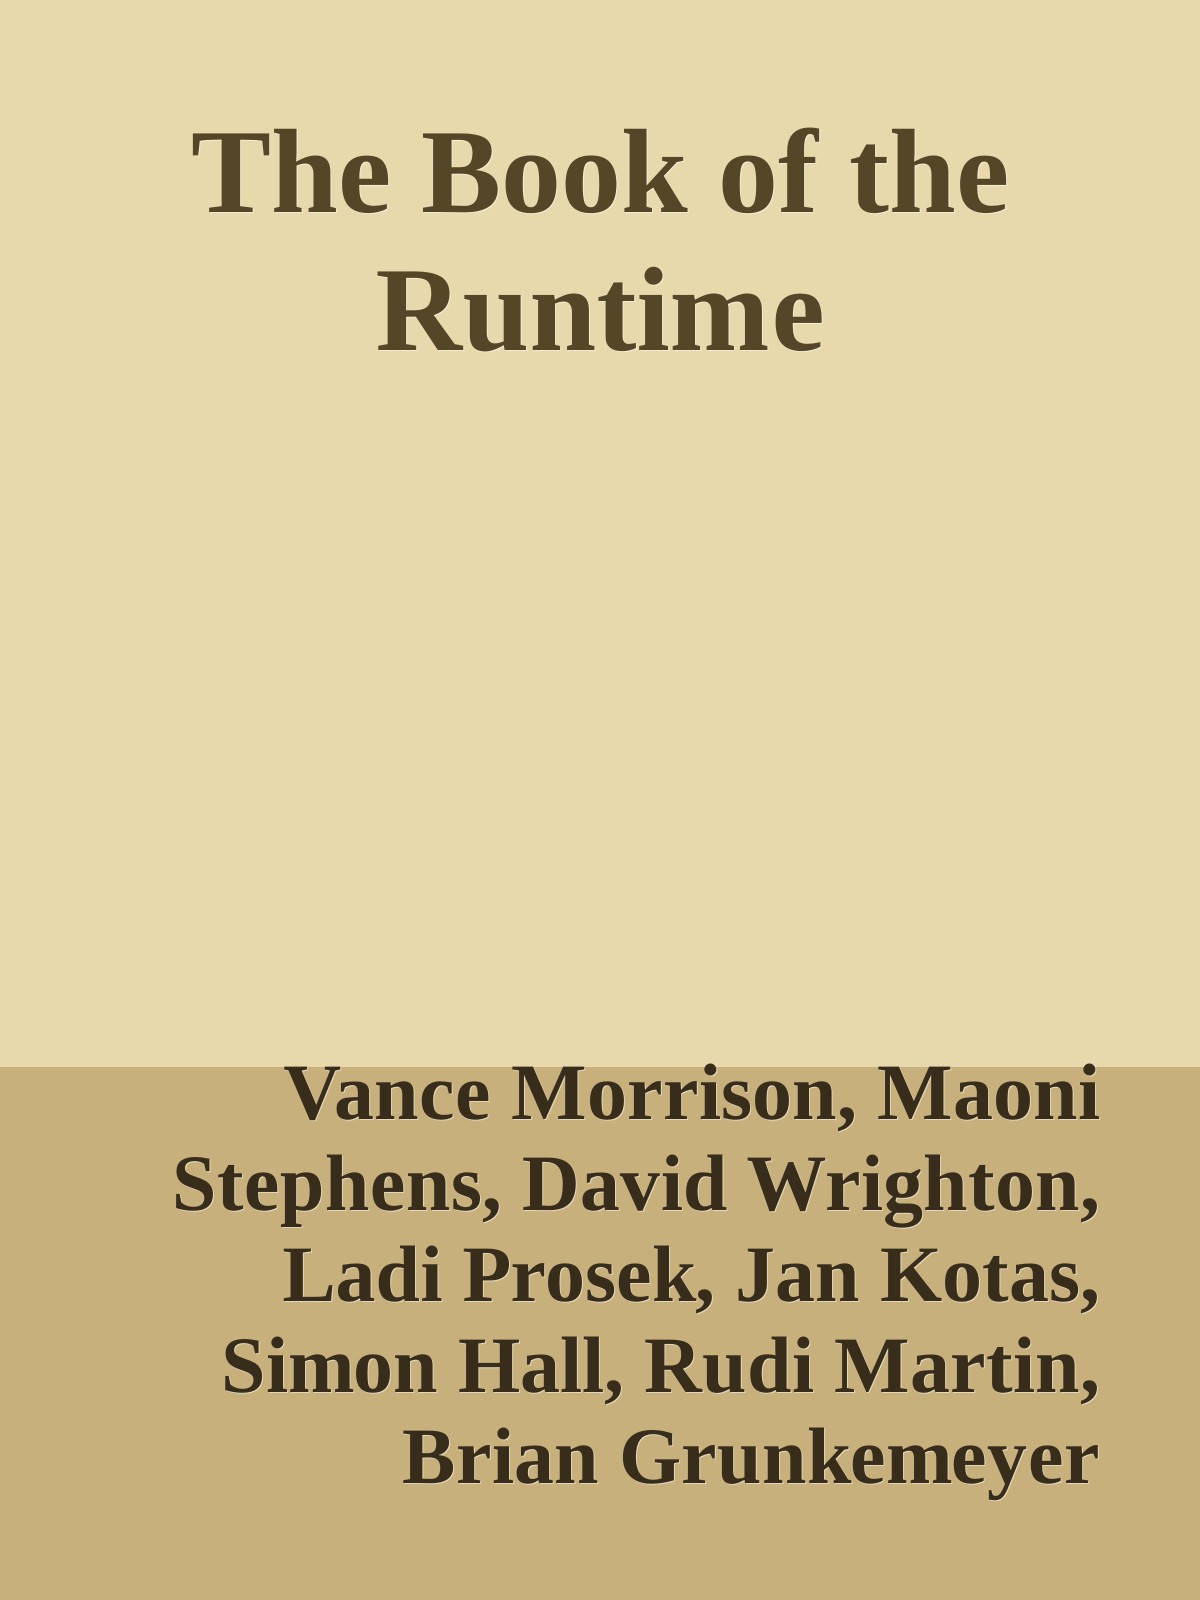 The Book of the
Runtime
Vance Morrison, Maoni
Stephens, David Wrighton,
Ladi Prosek, Jan Kotas,
Simon Hall, Rudi Martin,
Brian Grunkemeyer